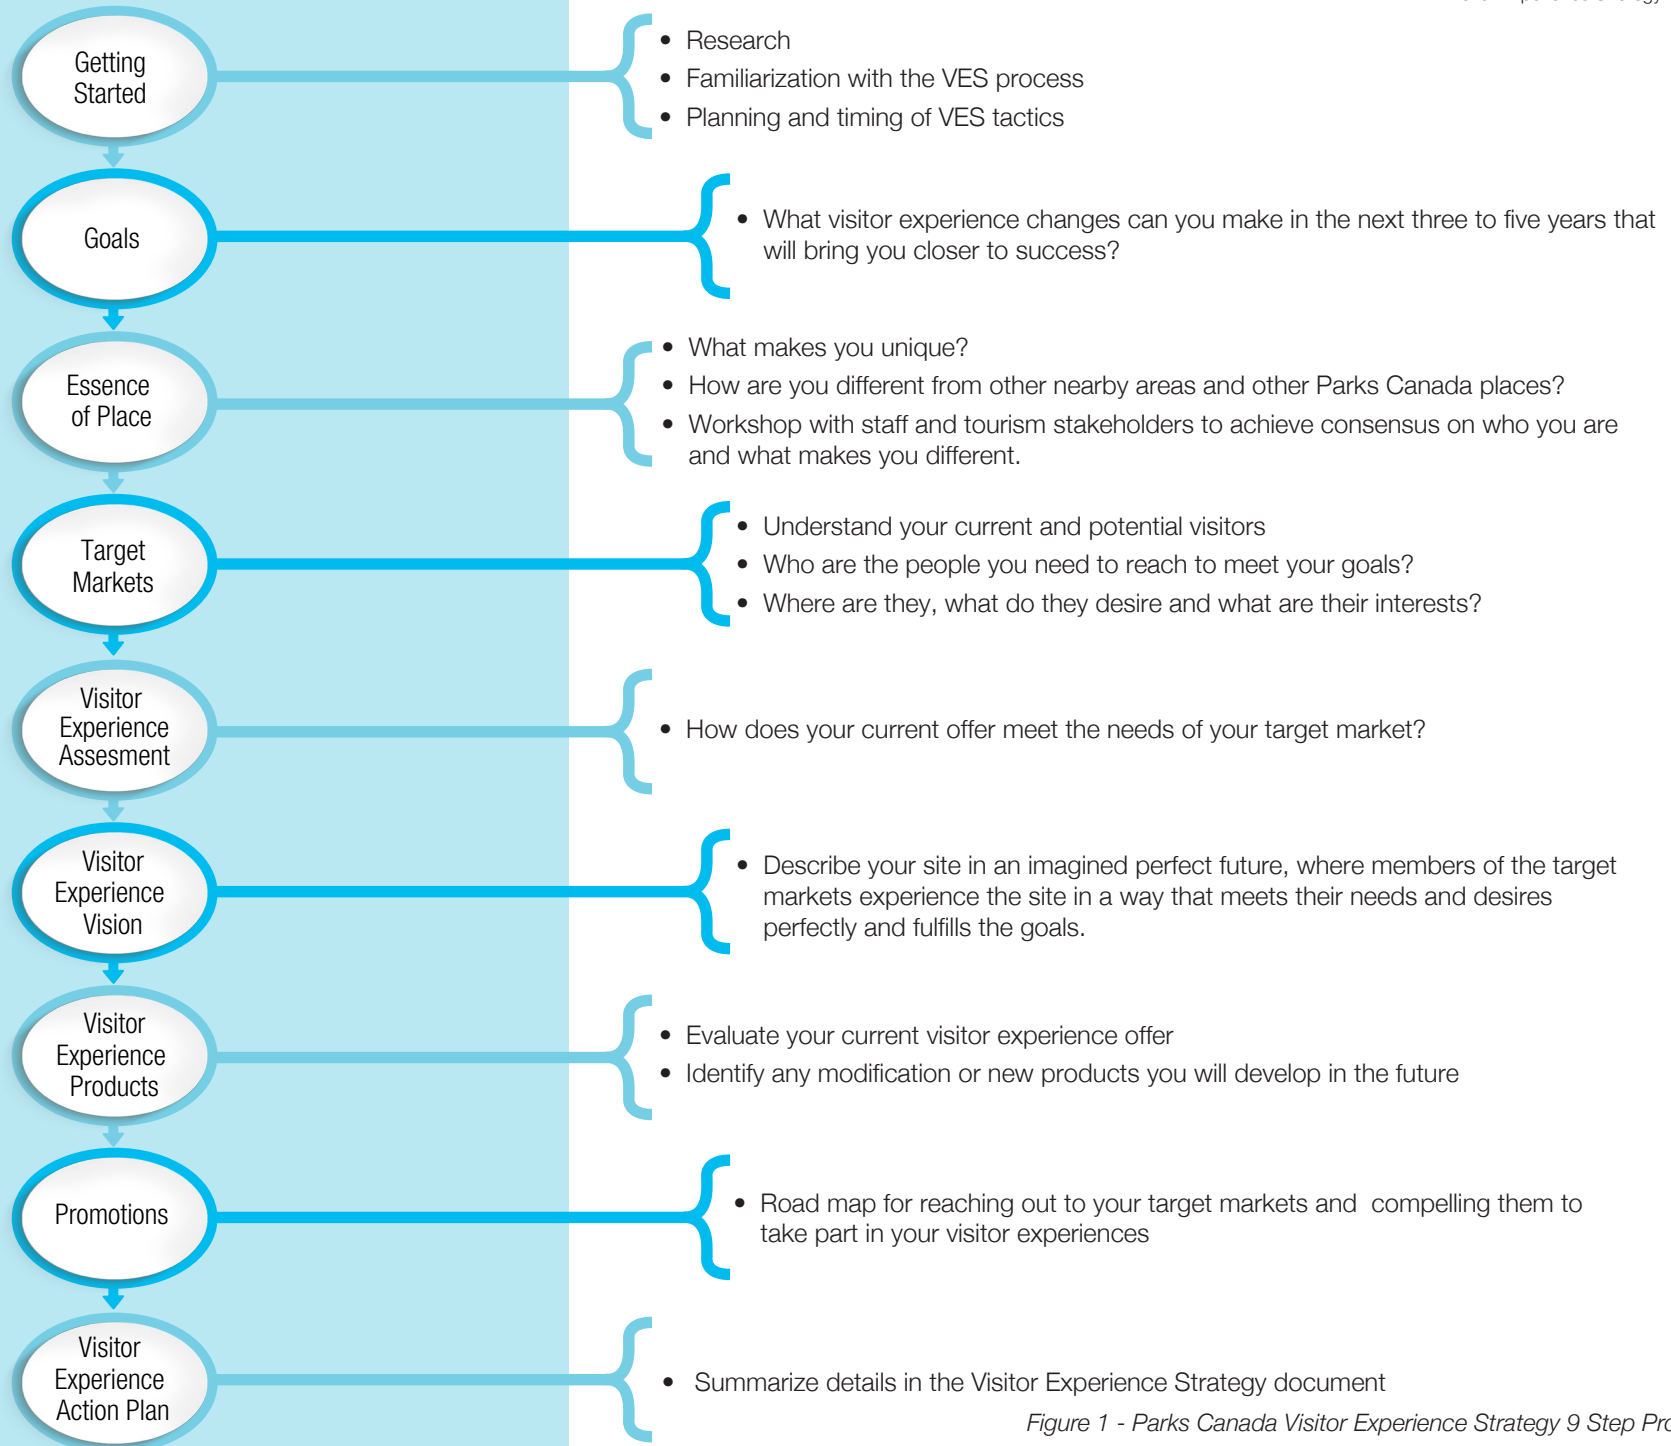 Getting
Started
• Research
• Familiarization with the VES process
• Planning and timing of VES tactics
Goals
• What visitor experience changes can you make in the next three to five years that
will bring you closer to success?
Essence
of Place
• What makes you unique?
• How are you different from other nearby areas and other Parks Canada places?
• Workshop with staff and tourism stakeholders to achieve consensus on who you are
and what makes you different.
Target
Markets
• Understand your current and potential visitors
• Who are the people you need to reach to meet your goals?
• Where are they, what do they desire and what are their interests?
Visitor
Experience
Assesment
• How does your current offer meet the needs of your target market?
Visitor
Experience
Vision
• Describe your site in an imagined perfect future, where members of the target
markets experience the site in a way that meets their needs and desires
perfectly and fulfills the goals.
Visitor
Experience
Products
• Evaluate your current visitor experience offer
• Identify any modification or new products you will develop in the future
Promotions
• Road map for reaching out to your target markets and compelling them to
take part in your visitor experiences
Visitor
Experience
Action Plan
• Summarize details in the Visitor Experience Strategy document
Figure 1 - Parks Canada Visitor Experience Strategy 9 Step